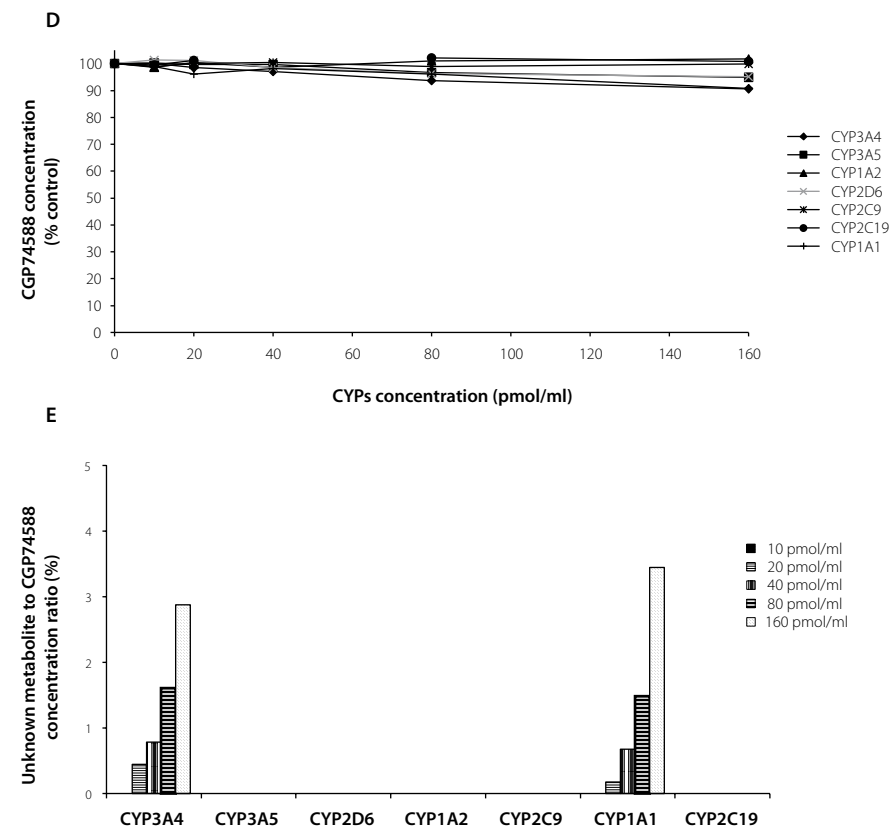 D
CGP74588 concentration
(% control)
100
90
80
70
60
50
40
30
20
10
0
0 20 40 60 80 100 120 140 160
CYPs concentration (pmol/ml)
CYP3A4
CYP3A5
CYP1A2
CYP2D6
CYP2C9
CYP2C19
CYP1A1
E
Unknown metabolite to CGP74588
concentration ratio (%)
5
4
3
2
1
0
CYP3A4 CYP3A5 CYP2D6 CYP1A2 CYP2C9 CYP1A1 CYP2C19
10 pmol/ml
20 pmol/ml
40 pmol/ml
80 pmol/ml
160 pmol/ml